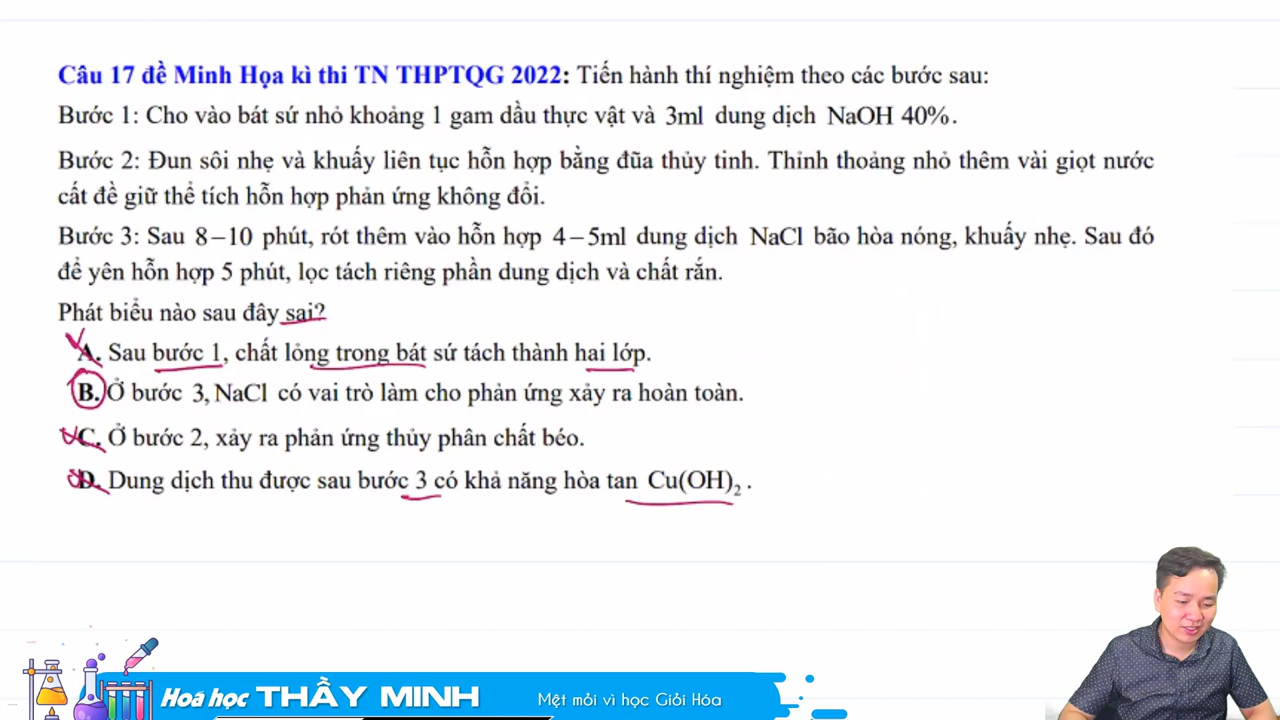 Câu 17 đề Minh Họa kì thi TN THPTQG 2022: Tiến hành thí nghiệm theo các bước sau:
Bước 1: Cho vào bát sứ nhỏ khoảng 1 gam dầu thực vật và 3ml dung dịch NaOH 40%.
Bước 2: Đun sôi nhẹ và khuấy liên tục hỗn hợp bằng đũa thủy tinh. Thỉnh thoảng nhỏ thêm vài giọt nước
cất để giữ thể tích hỗn hợp phản ứng không đổi.
Bước 3: Sau 8–10 phút, rót thêm vào hỗn hợp 4–5ml dung dịch NaCl bão hòa nóng, khuấy nhẹ. Sau đó
để yên hỗn hợp 5 phút, lọc tách riêng phần dung dịch và chất rắn.
Phát biểu nào sau đây sai?
A. Sau bước 1, chất lỏng trong bát sứ tách thành hai lớp.
B. Ở bước 3, NaCl có vai trò làm cho phản ứng xảy ra hoàn toàn.
C. Ở bước 2, xảy ra phản ứng thủy phân chất béo.
D. Dung dịch thu được sau bước 3 có khả năng hòa tan Cu(OH)₂.
Hoá học THẦY MINH Mệt mỏi vì học Giỏi Hóa